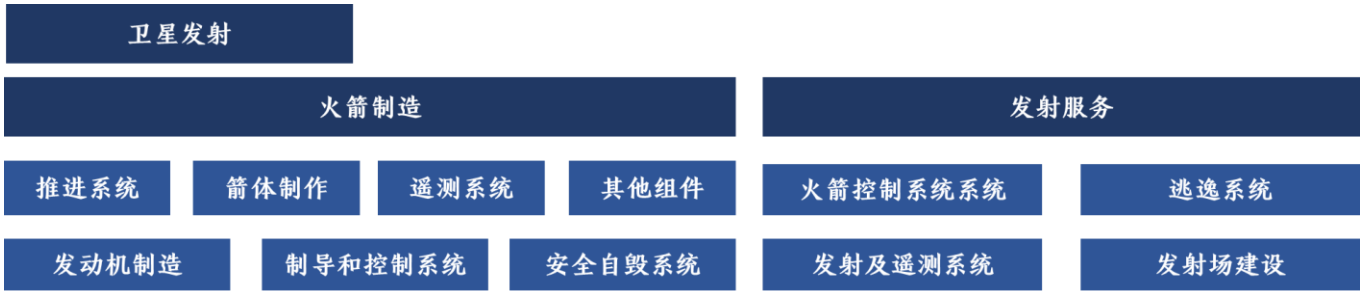 卫星发射
火箭制造
发射服务
推进系统
箭体制作
遥测系统
其他组件
火箭控制系统系统
逃逸系统
发动机制造
制导和控制系统
安全自毁系统
发射及遥测系统
发射场建设